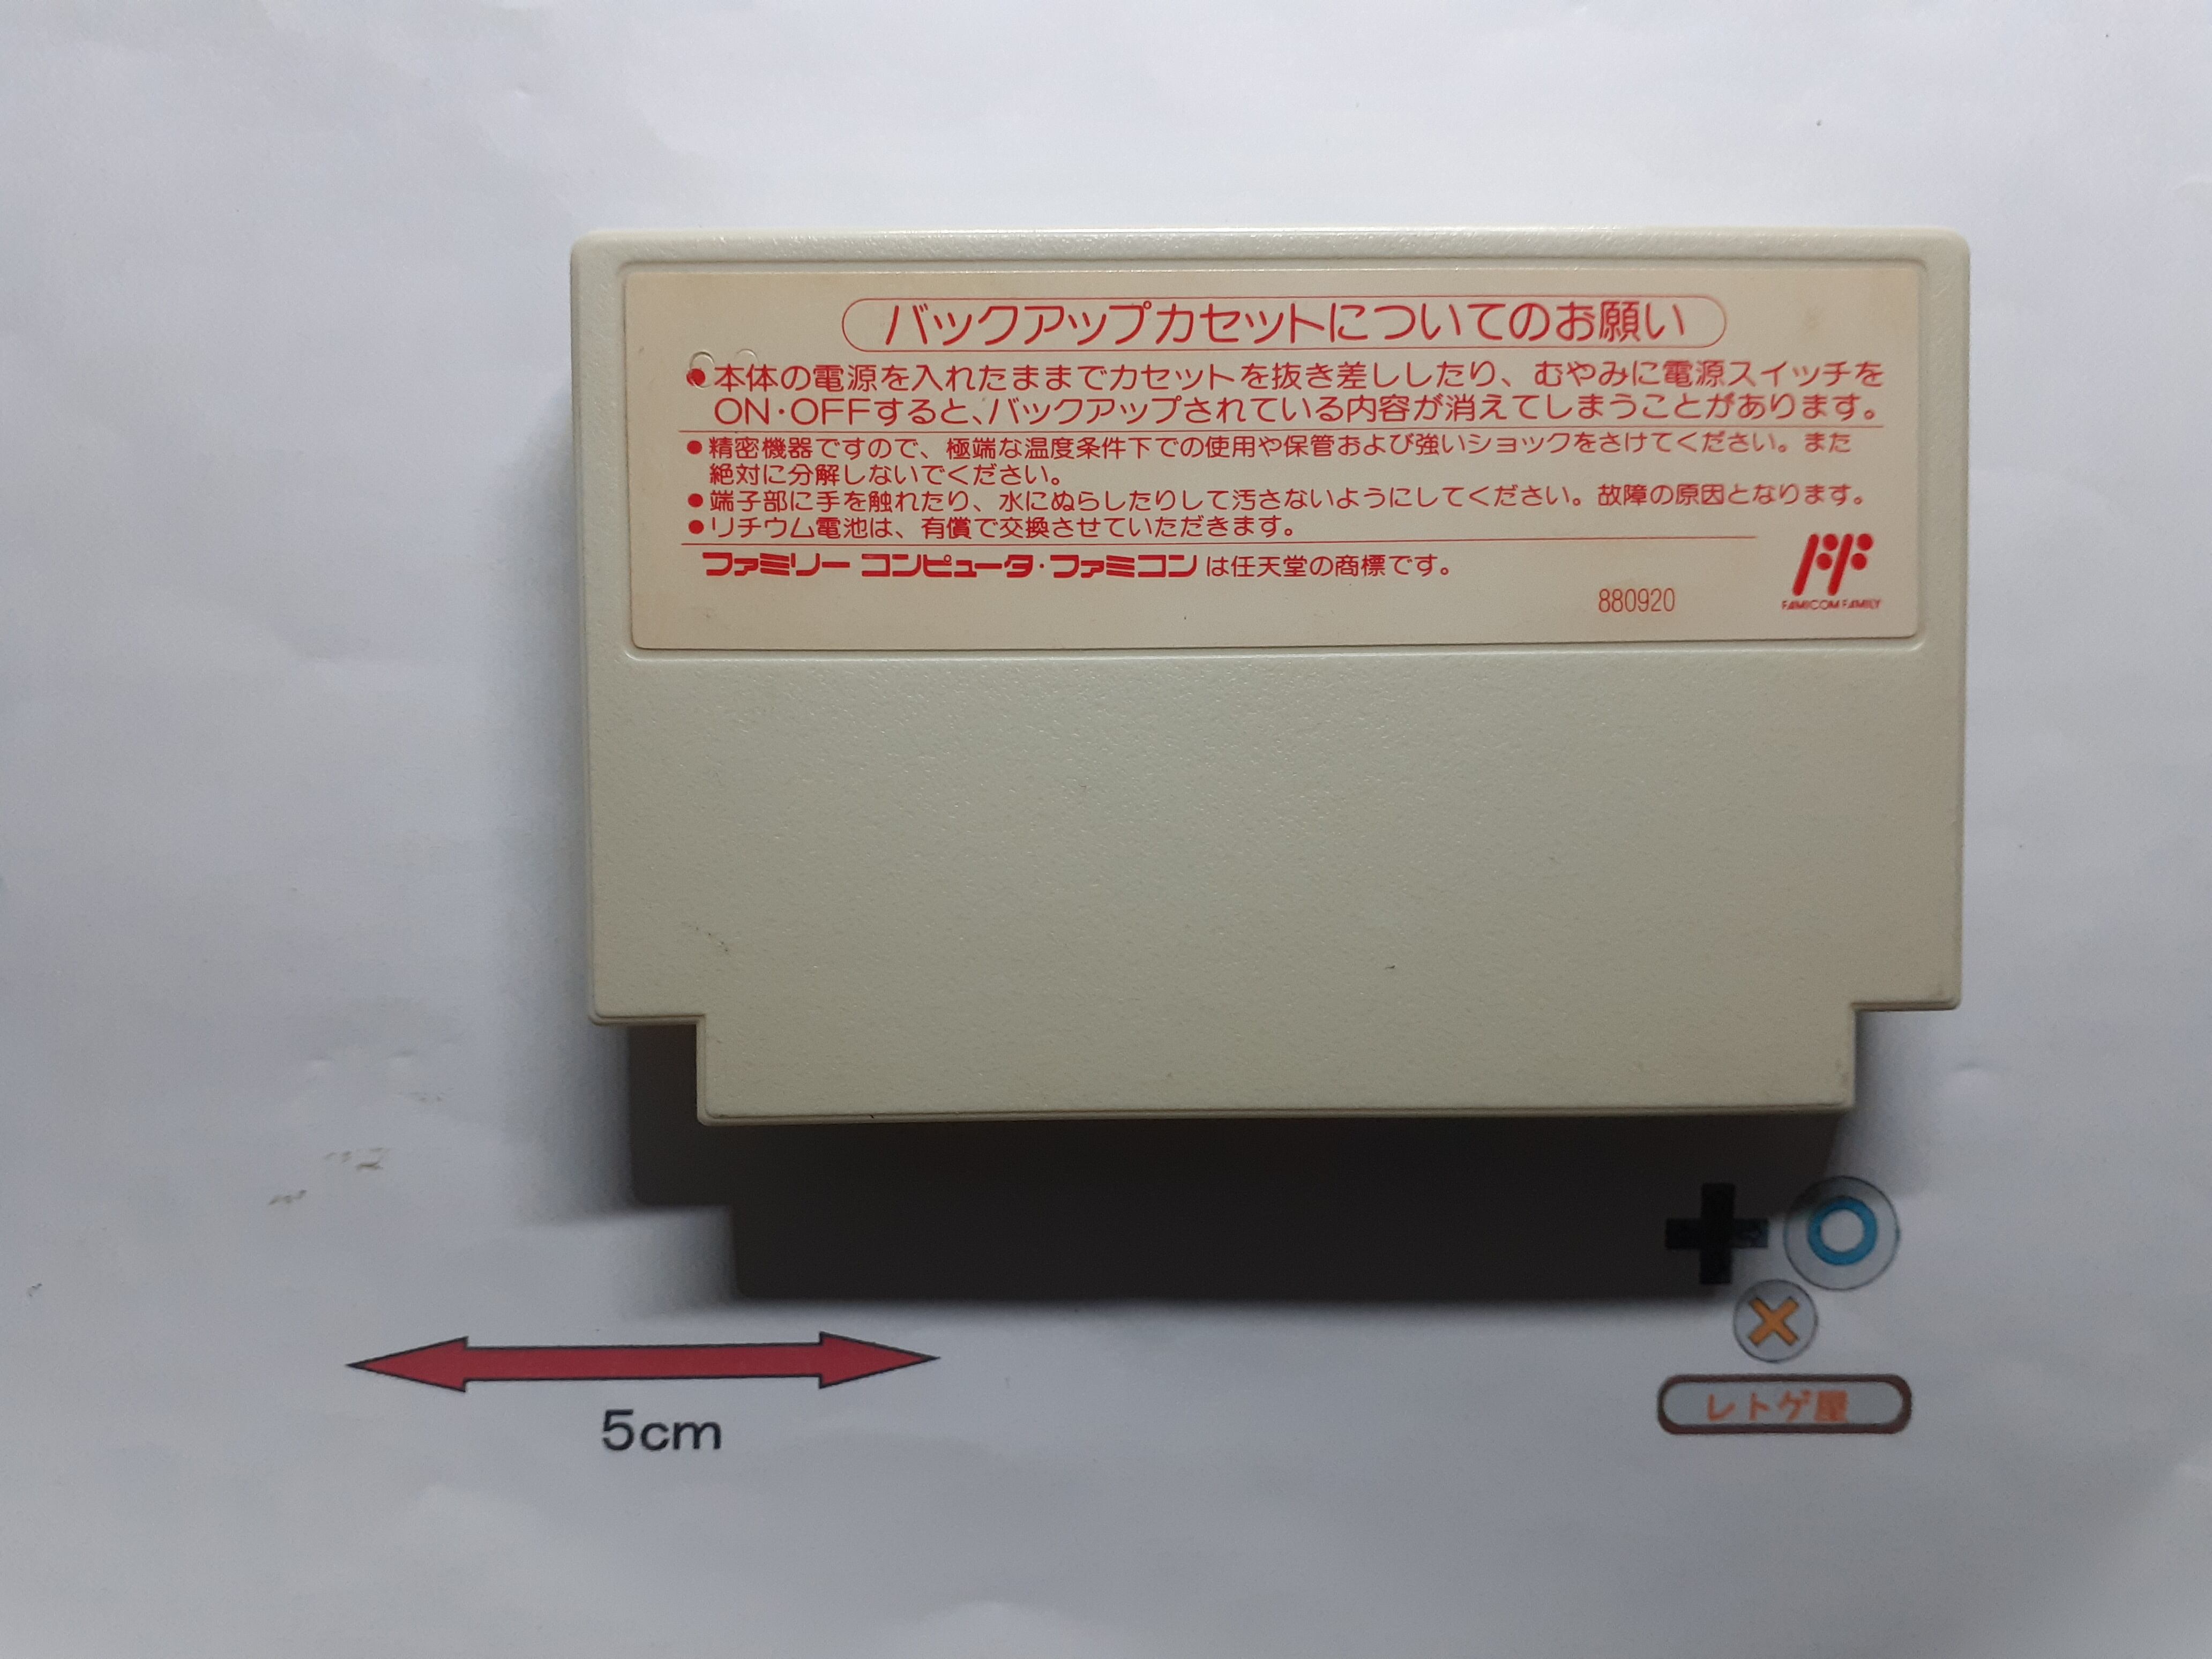 バックアップカセットについてのお願い
●本体の電源を入れたままでカセットを抜き差ししたり、むやみに電源スイッチを
ON・OFFすると、バックアップされている内容が消えてしまうことがあります。
●精密機器ですので、極端な温度条件下での使用や保管および強いショックをさけてください。また
絶対に分解しないでください。
●端子部に手を触れたり、水にぬらしたりして汚さないようにしてください。故障の原因となります。
●リチウム電池は、有償で交換させていただきます。
ファミリー コンピュータ・ファミコンは任天堂の商標です。
880920
FAMICOM FAMILY
5cm
レトゲ屋